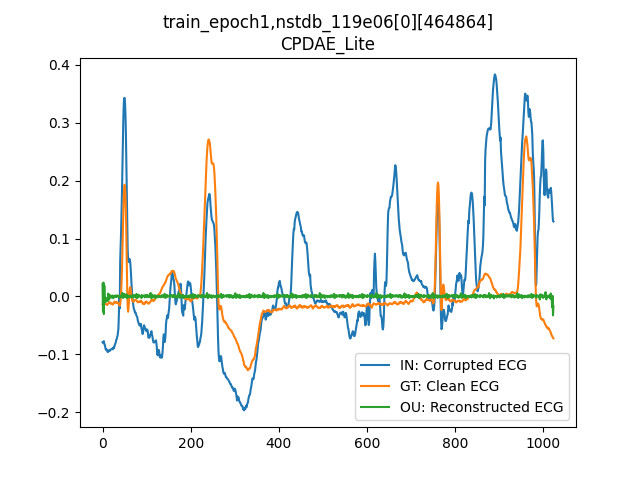 train_epoch1,nstdb_119e06[0][464864]
CPDAE_Lite
0.4
0.3
0.2
0.1
0.0
−0.1
−0.2
0
200
400
600
800
1000
IN: Corrupted ECG
GT: Clean ECG
OU: Reconstructed ECG